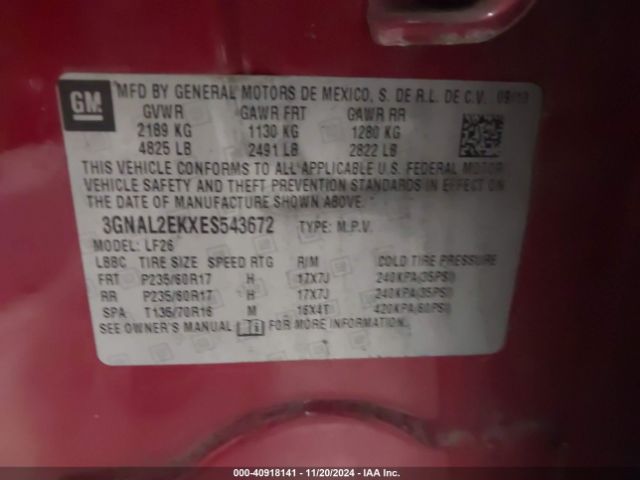 GM
MFD BY GENERAL MOTORS DE MEXICO, S. DE R.L. DE C.V. 09/13
GVWR GAWR FRT GAWR RR
2189 KG 1130 KG 1280 KG
4825 LB 2491 LB 2822 LB
THIS VEHICLE CONFORMS TO ALL APPLICABLE U.S. FEDERAL MOTOR
VEHICLE SAFETY AND THEFT PREVENTION STANDARDS IN EFFECT ON
THE DATE OF MANUFACTURE SHOWN ABOVE.
3GNAL2EKXES543672 TYPE: M.P.V.
MODEL: LF26
LBBC TIRE SIZE SPEED RTG RIM COLD TIRE PRESSURE
FRT P235/60R17 H 17X7J 240KPA(35PSI)
RR P235/60R17 H 17X7J 240KPA(35PSI)
SPA T135/70R16 M 16X4T 420KPA(60PSI)
SEE OWNER'S MANUAL FOR MORE INFORMATION.
000-40918141 - 11/20/2024 - IAA Inc.